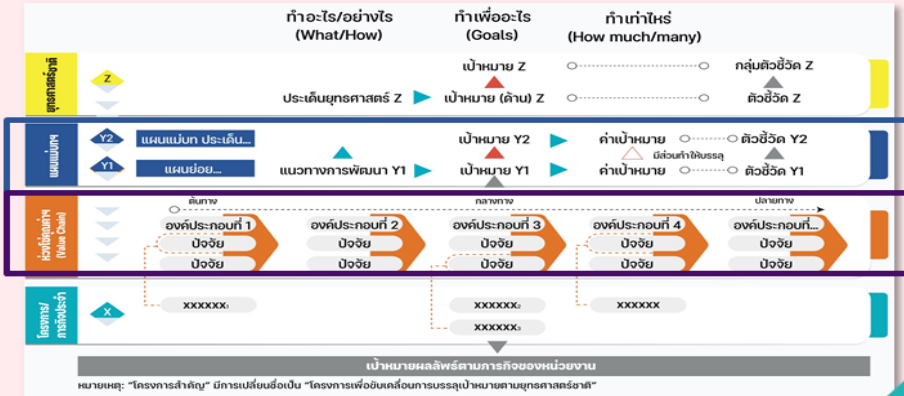 ทำอะไร/อย่างไร ทำเพื่ออะไร ทำเท่าไหร่
(What/How) (Goals) (How much/many)
ยุทธศาสตร์ชาติ
Z
เป้าหมาย Z กลุ่มตัวชี้วัด Z
ประเด็นยุทธศาสตร์ Z เป้าหมาย (ด้าน) Z ตัวชี้วัด Z
แผนแม่บทฯ
Y2 แผนแม่บท ประเด็น... เป้าหมาย Y2 ค่าเป้าหมาย ตัวชี้วัด Y2
มีส่วนทำให้บรรลุ
Y1 แผนย่อย... แนวทางการพัฒนา Y1 เป้าหมาย Y1 ค่าเป้าหมาย ตัวชี้วัด Y1
ห่วงโซ่คุณค่าฯ
(Value Chain)
ต้นทาง กลางทาง ปลายทาง
องค์ประกอบที่ 1 องค์ประกอบที่ 2 องค์ประกอบที่ 3 องค์ประกอบที่ 4 องค์ประกอบที่...
ปัจจัย ปัจจัย ปัจจัย ปัจจัย ปัจจัย
ปัจจัย ปัจจัย ปัจจัย ปัจจัย ปัจจัย
โครงการ/
ภารกิจประจำ
X xxxxxx₁ xxxxxx₂ xxxxxx
xxxxxx₃
เป้าหมายผลลัพธ์ตามภารกิจของหน่วยงาน
หมายเหตุ: “โครงการสำคัญ” มีการเปลี่ยนชื่อเป็น “โครงการเพื่อขับเคลื่อนการบรรลุเป้าหมายตามยุทธศาสตร์ชาติ”